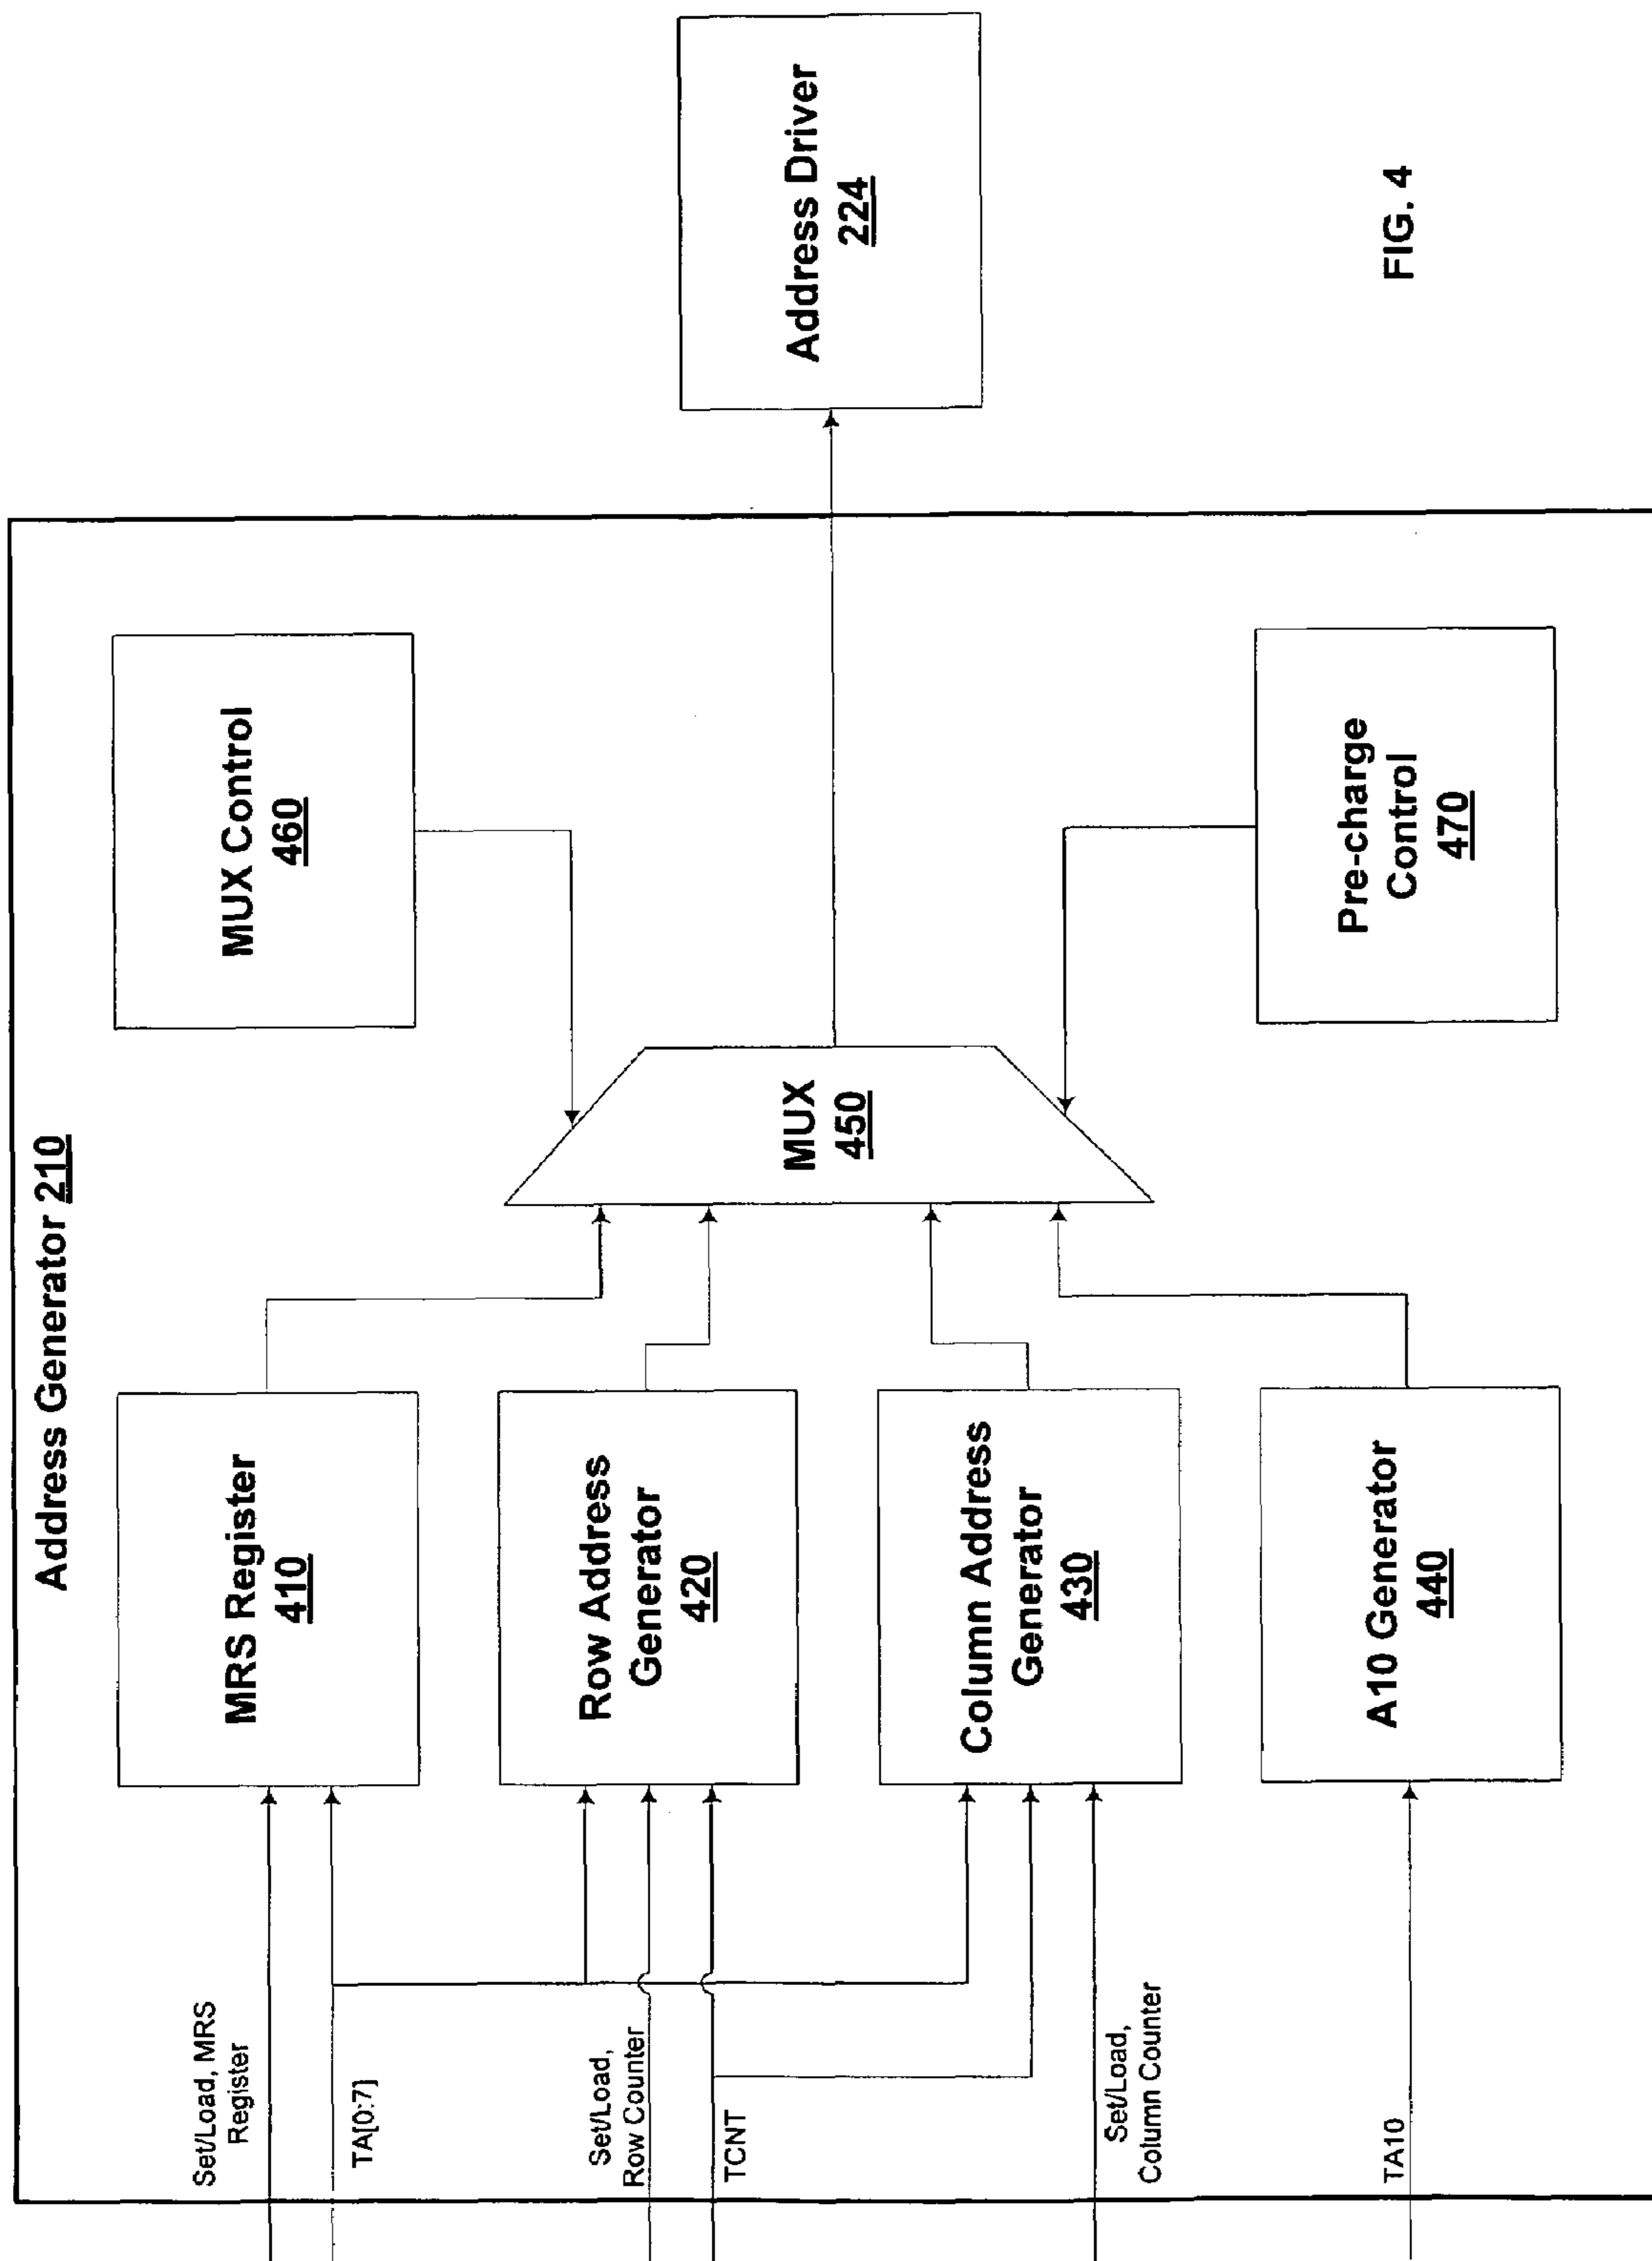 Address Generator 210
Set/Load, MRS
Register
TA[0:7]
Set/Load,
Row Counter
TCNT
Set/Load,
Column Counter
TA10
MRS Register
410
Row Address
Generator
420
Column Address
Generator
430
A10 Generator
440
MUX
450
MUX Control
460
Pre-charge
Control
470
Address Driver
224
FIG. 4